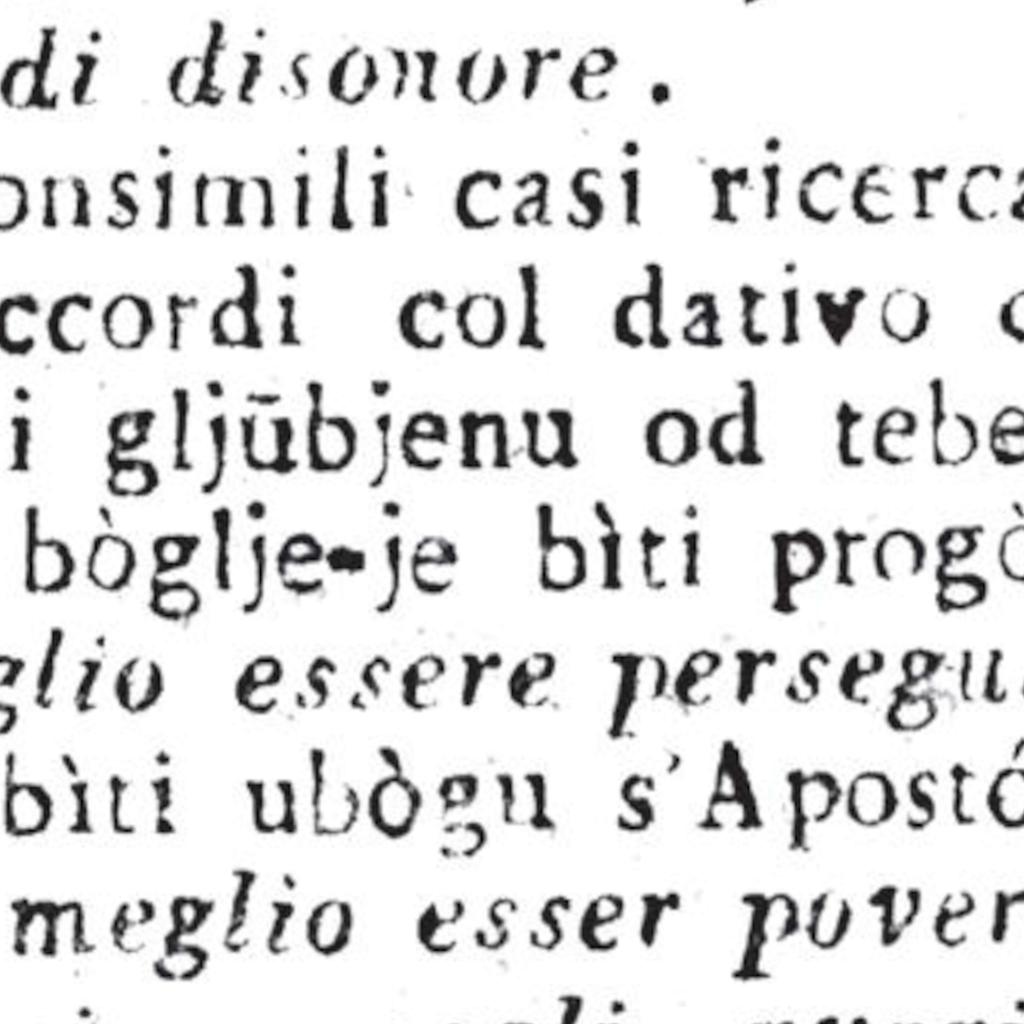 di disonore.
onsimili casi ricerca
ccordi col dativo
i gljūbjenu od tebe
bòglje-je bìti progò
glio essere persegu
bìti ubògu s'Apostó
meglio esser pover